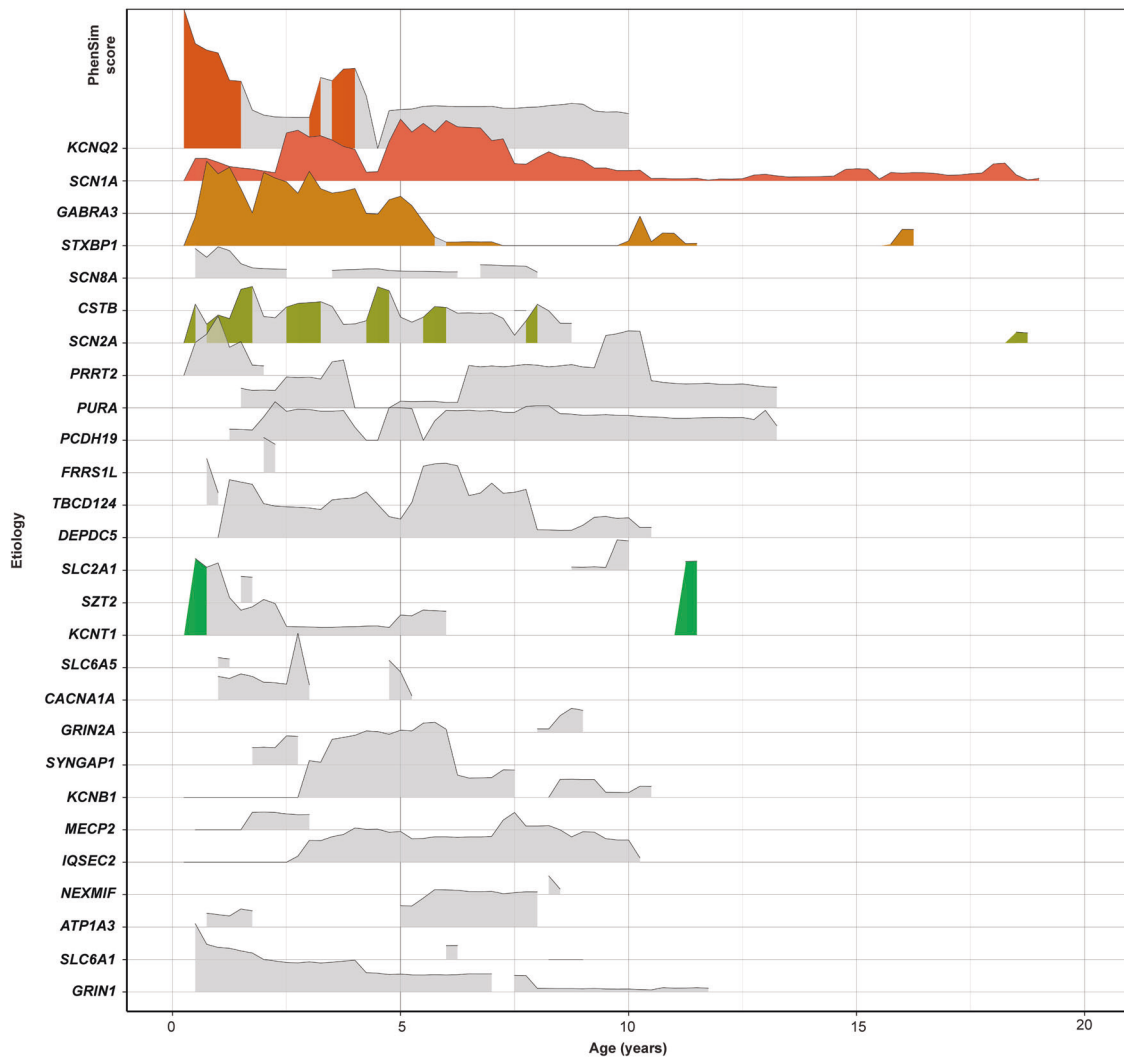 PhenSim
score
KCNQ2
SCN1A
GABRA3
STXBP1
SCN8A
CSTB
SCN2A
PRRT2
PURA
PCDH19
FRRS1L
TBCD124
DEPDC5
SLC2A1
SZT2
KCNT1
SLC6A5
CACNA1A
GRIN2A
SYNGAP1
KCNB1
MECP2
IQSEC2
NEXMIF
ATP1A3
SLC6A1
GRIN1
Etiology
0 5 10 15 20
Age (years)